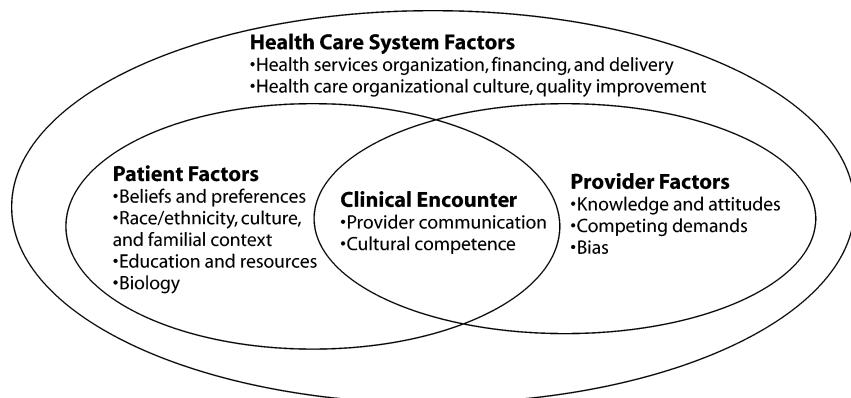 Health Care System Factors
•Health services organization, financing, and delivery
•Health care organizational culture, quality improvement
Patient Factors
•Beliefs and preferences
•Race/ethnicity, culture,
and familial context
•Education and resources
•Biology
Clinical Encounter
•Provider communication
•Cultural competence
Provider Factors
•Knowledge and attitudes
•Competing demands
•Bias